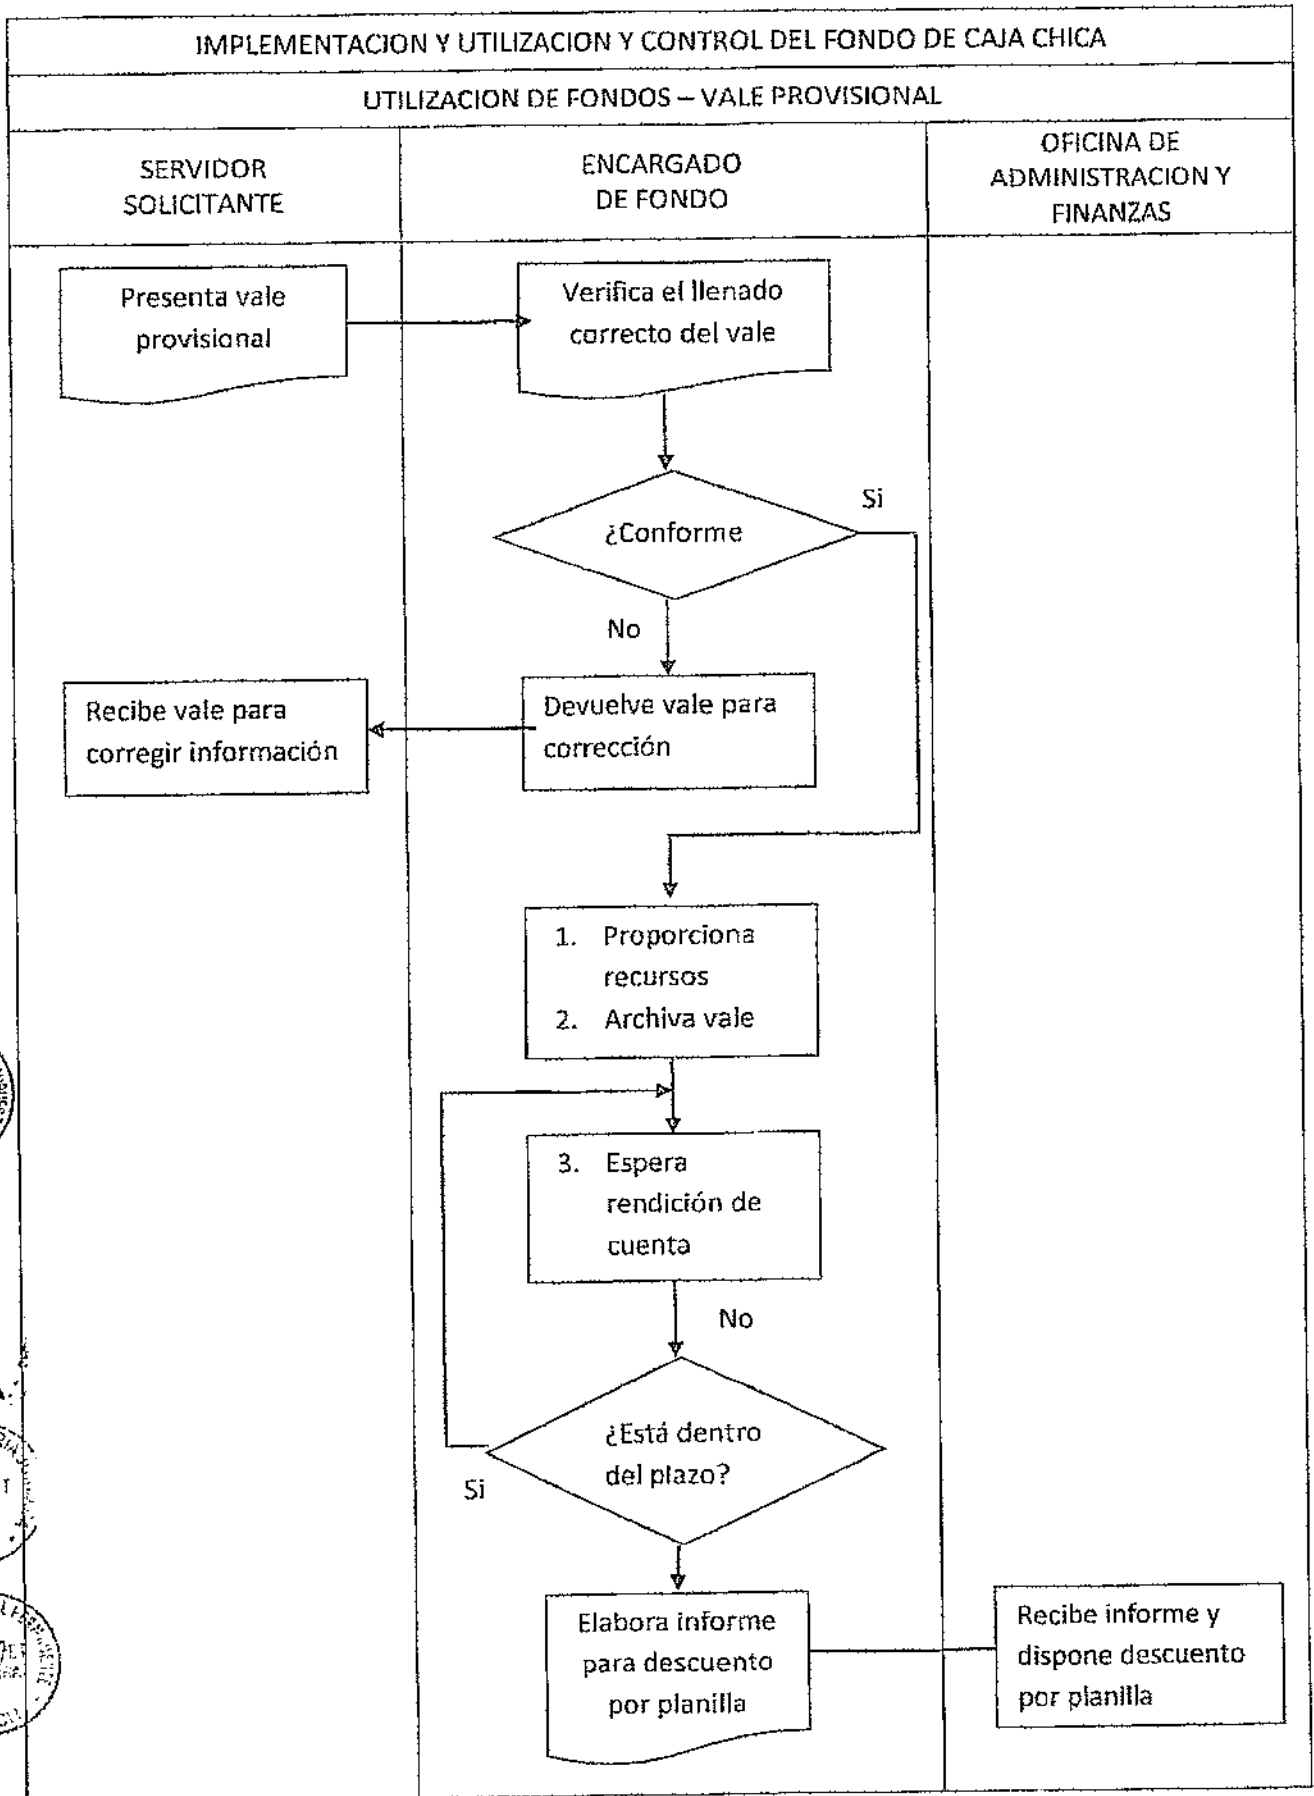 IMPLEMENTACION Y UTILIZACION Y CONTROL DEL FONDO DE CAJA CHICA
UTILIZACION DE FONDOS – VALE PROVISIONAL
SERVIDOR
SOLICITANTE
ENCARGADO
DE FONDO
OFICINA DE
ADMINISTRACION Y
FINANZAS
Presenta vale
provisional
Verifica el llenado
correcto del vale
¿Conforme
Si
No
Devuelve vale para
corrección
Recibe vale para
corregir información
1. Proporciona
recursos
2. Archiva vale
3. Espera
rendición de
cuenta
No
¿Está dentro
del plazo?
Si
Elabora informe
para descuento
por planilla
Recibe informe y
dispone descuento
por planilla